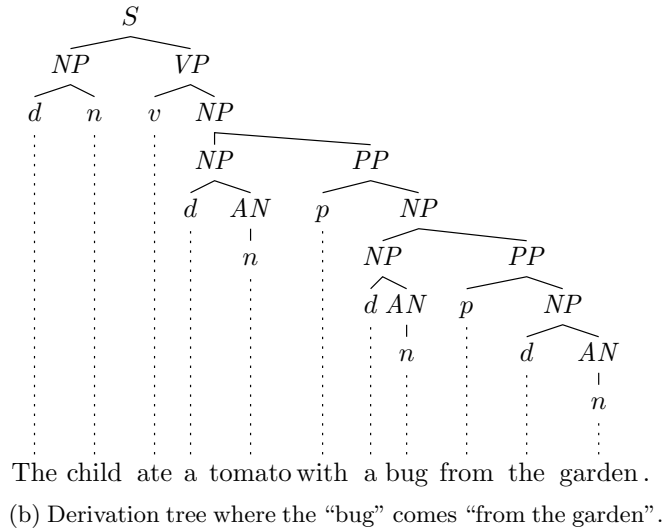 S
NP VP
d n v NP
NP PP
d AN p NP
n NP PP
d AN p NP
n d AN
n
The child ate a tomato with a bug from the garden.
(b) Derivation tree where the “bug” comes “from the garden”.